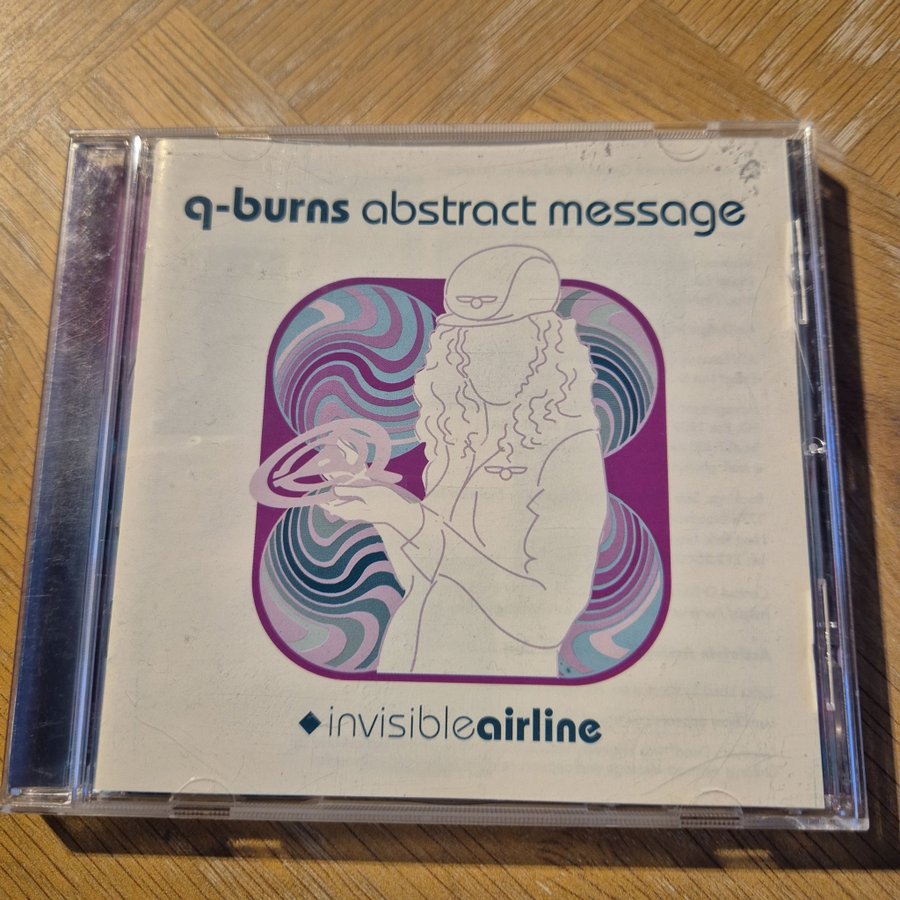 q-burns abstract message
invisibleairline